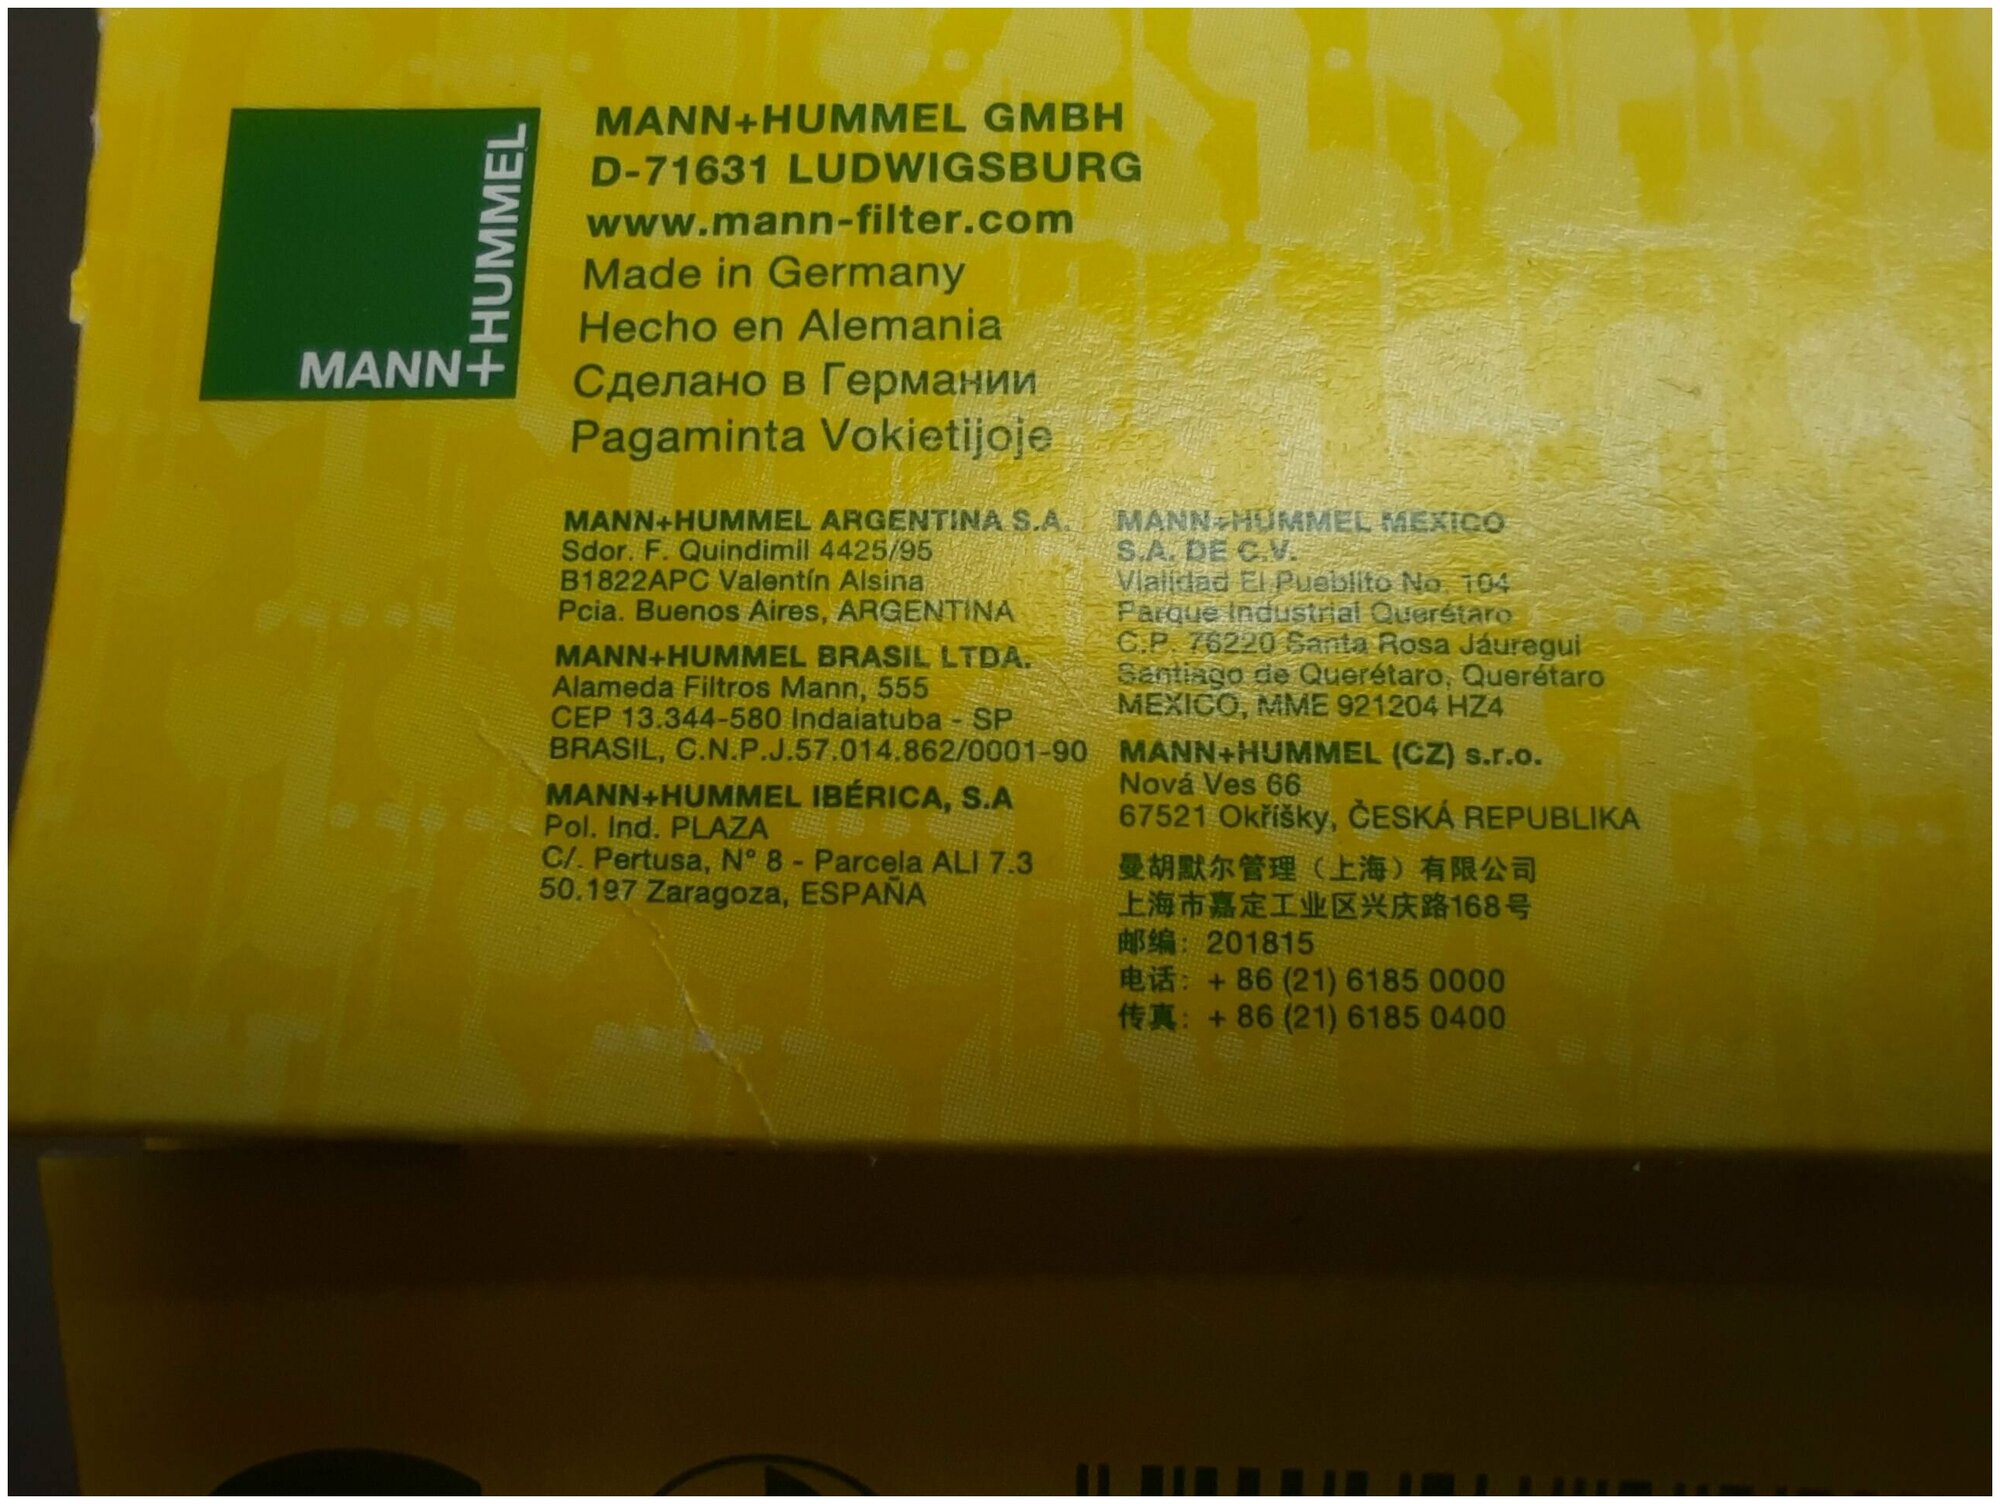 MANN+HUMMEL
MANN+HUMMEL GMBH
D-71631 LUDWIGSBURG
www.mann-filter.com
Made in Germany
Hecho en Alemania
Сделано в Германии
Pagaminta Vokietijoje
MANN+HUMMEL ARGENTINA S.A.
Sdor. F. Quindimil 4425/95
B1822APC Valentín Alsina
Pcia. Buenos Aires, ARGENTINA
MANN+HUMMEL BRASIL LTDA.
Alameda Filtros Mann, 555
CEP 13.344-580 Indaiatuba - SP
BRASIL, C.N.P.J.57.014.862/0001-90
MANN+HUMMEL IBÉRICA, S.A
Pol. Ind. PLAZA
C/. Pertusa, N° 8 - Parcela ALI 7.3
50.197 Zaragoza, ESPAÑA
MANN+HUMMEL MEXICO
S.A. DE C.V.
Vialidad El Pueblito No. 104
Parque Industrial Querétaro
C.P. 76220 Santa Rosa Jáuregui
Santiago de Querétaro, Querétaro
MEXICO, MME 921204 HZ4
MANN+HUMMEL (CZ) s.r.o.
Nová Ves 66
67521 Okříšky, ČESKÁ REPUBLIKA
曼胡默尔管理（上海）有限公司
上海市嘉定工业区兴庆路168号
邮编：201815
电话：+ 86 (21) 6185 0000
传真：+ 86 (21) 6185 0400